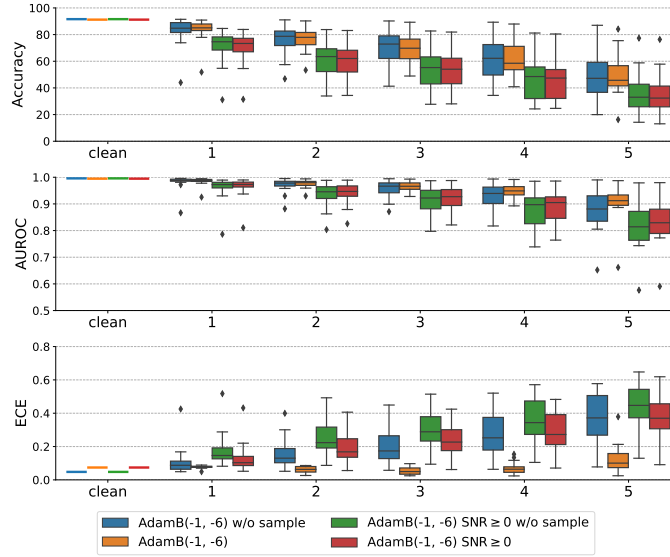 100
80
60
40
20
0
Accuracy
clean 1 2 3 4 5
1.0
0.9
0.8
0.7
0.6
0.5
AUROC
clean 1 2 3 4 5
0.8
0.6
0.4
0.2
0.0
ECE
clean 1 2 3 4 5
AdamB(-1, -6) w/o sample
AdamB(-1, -6)
AdamB(-1, -6) SNR ≥ 0 w/o sample
AdamB(-1, -6) SNR ≥ 0